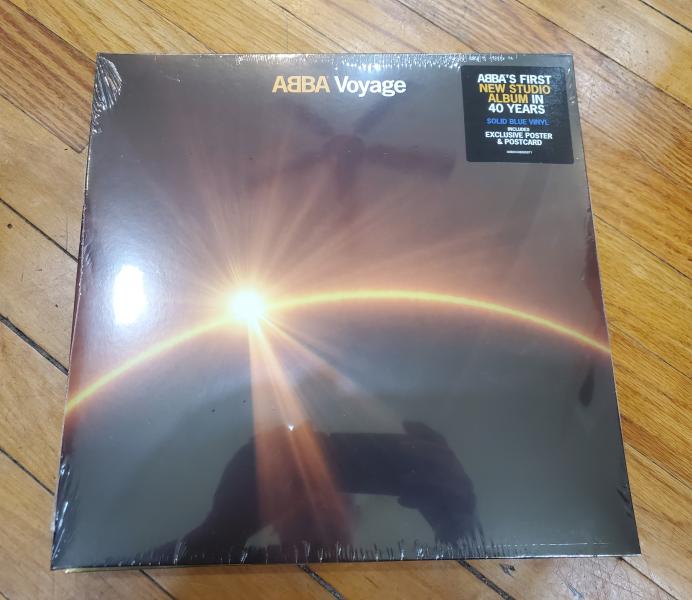 ABBA Voyage
ABBA'S FIRST
NEW STUDIO
ALBUM IN
40 YEARS
SOLID BLUE VINYL
INCLUDES
EXCLUSIVE POSTER
& POSTCARD